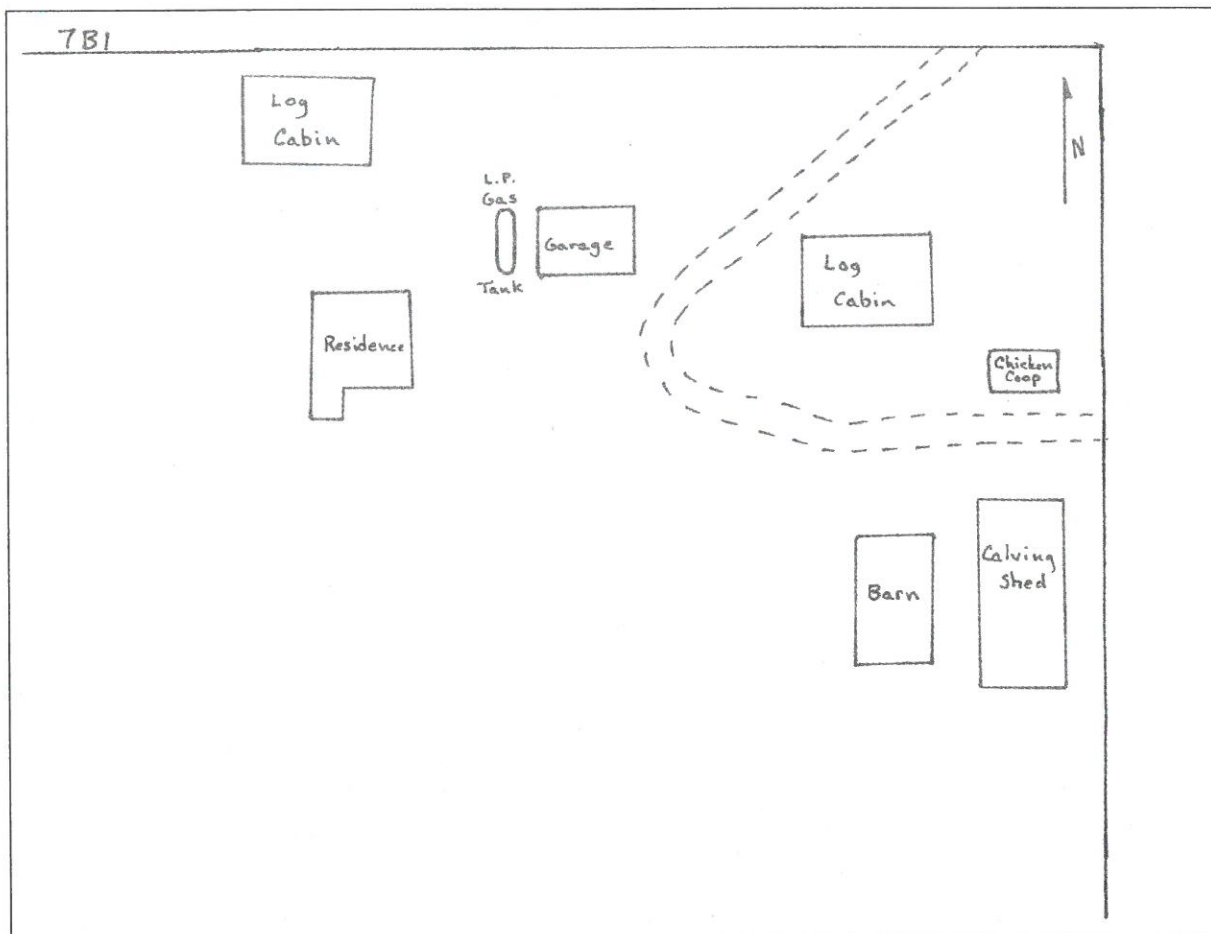 7B1
Log
Cabin
N
L.P.
Gas
Tank
Garage
Log
Cabin
Residence
Chicken
Coop
Calving
Shed
Barn